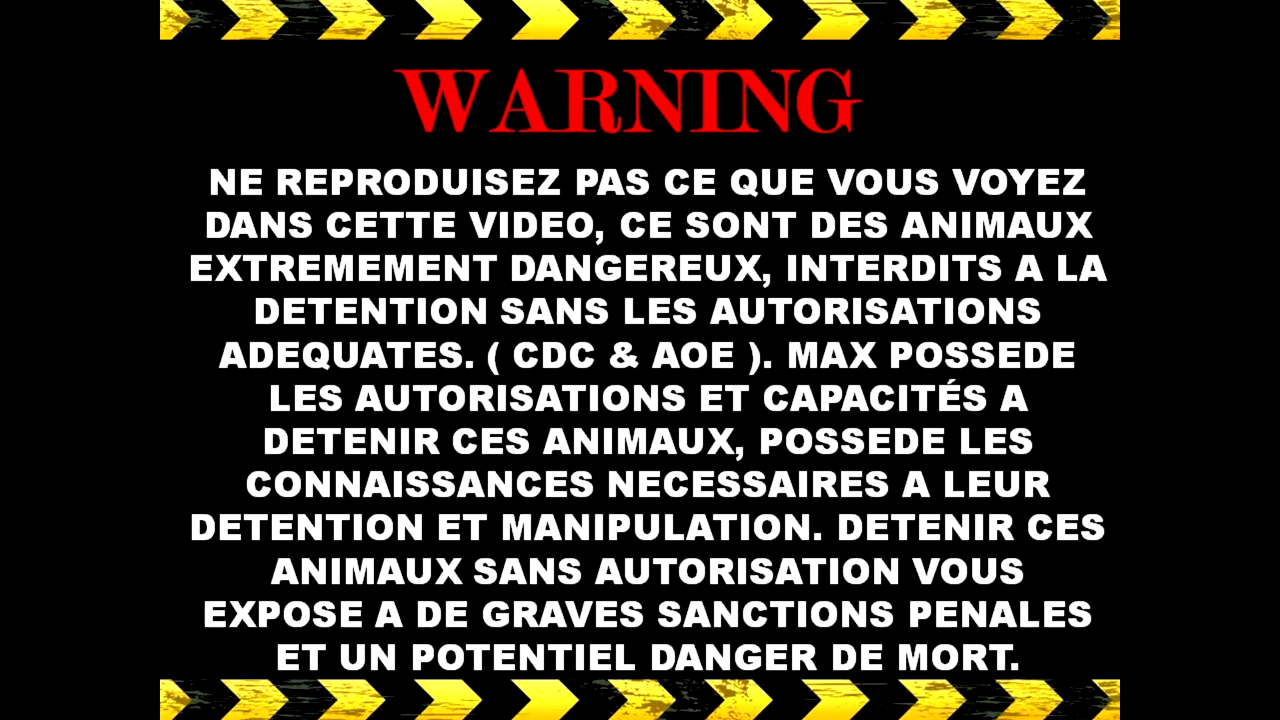 WARNING
NE REPRODUISEZ PAS CE QUE VOUS VOYEZ
DANS CETTE VIDEO, CE SONT DES ANIMAUX
EXTREMEMENT DANGEREUX, INTERDITS A LA
DETENTION SANS LES AUTORISATIONS
ADEQUATES. ( CDC & AOE ). MAX POSSEDE
LES AUTORISATIONS ET CAPACITÉS A
DETENIR CES ANIMAUX, POSSEDE LES
CONNAISSANCES NECESSAIRES A LEUR
DETENTION ET MANIPULATION. DETENIR CES
ANIMAUX SANS AUTORISATION VOUS
EXPOSE A DE GRAVES SANCTIONS PENALES
ET UN POTENTIEL DANGER DE MORT.